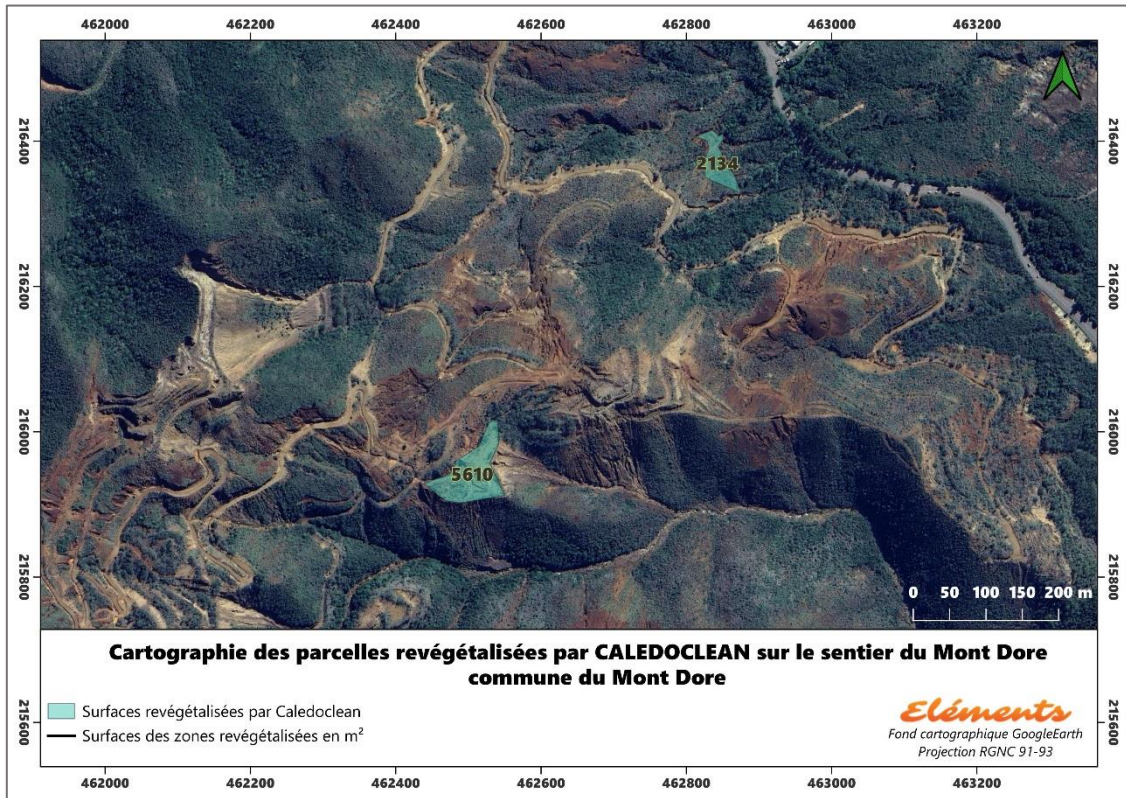 462000 462200 462400 462600 462800 463000 463200
216400 216400
2134
216200 216200
216000 216000
5610
215800 215800
0 50 100 150 200 m
Cartographie des parcelles revégétalisées par CALEDOCLEAN sur le sentier du Mont Dore
commune du Mont Dore
Surfaces revégétalisées par Caledoclean
Surfaces des zones revégétalisées en m²
Eléments
Fond cartographique GoogleEarth
Projection RGNC 91-93
215600 215600
462000 462200 462400 462600 462800 463000 463200